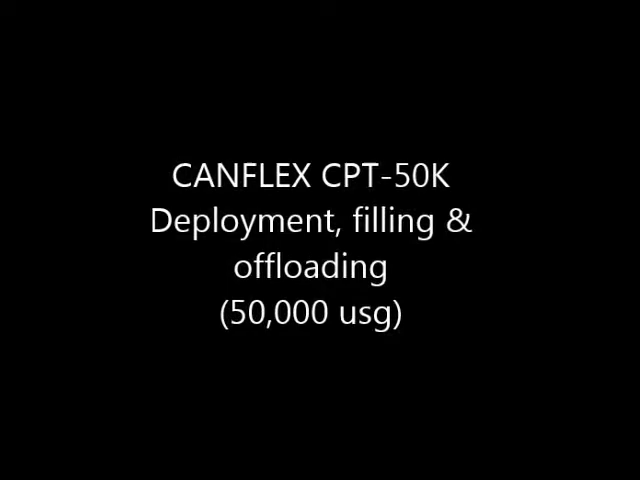 CANFLEX CPT-50K
Deployment, filling &
offloading
(50,000 usg)